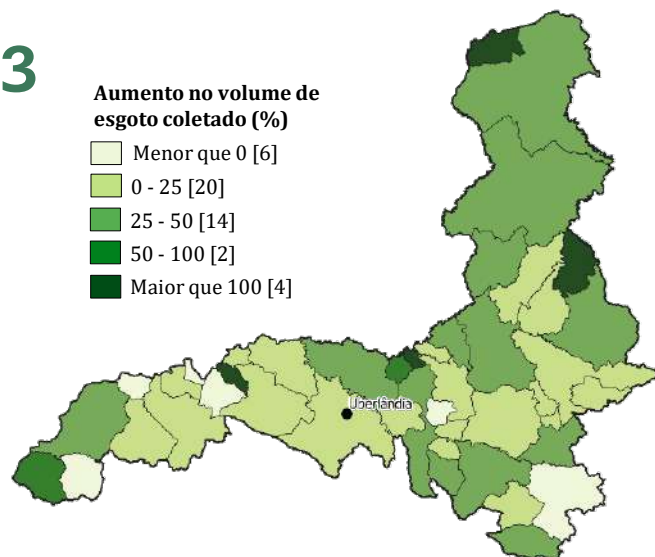 3
Aumento no volume de
esgoto coletado (%)
Menor que 0 [6]
0 - 25 [20]
25 - 50 [14]
50 - 100 [2]
Maior que 100 [4]
Uberlândia